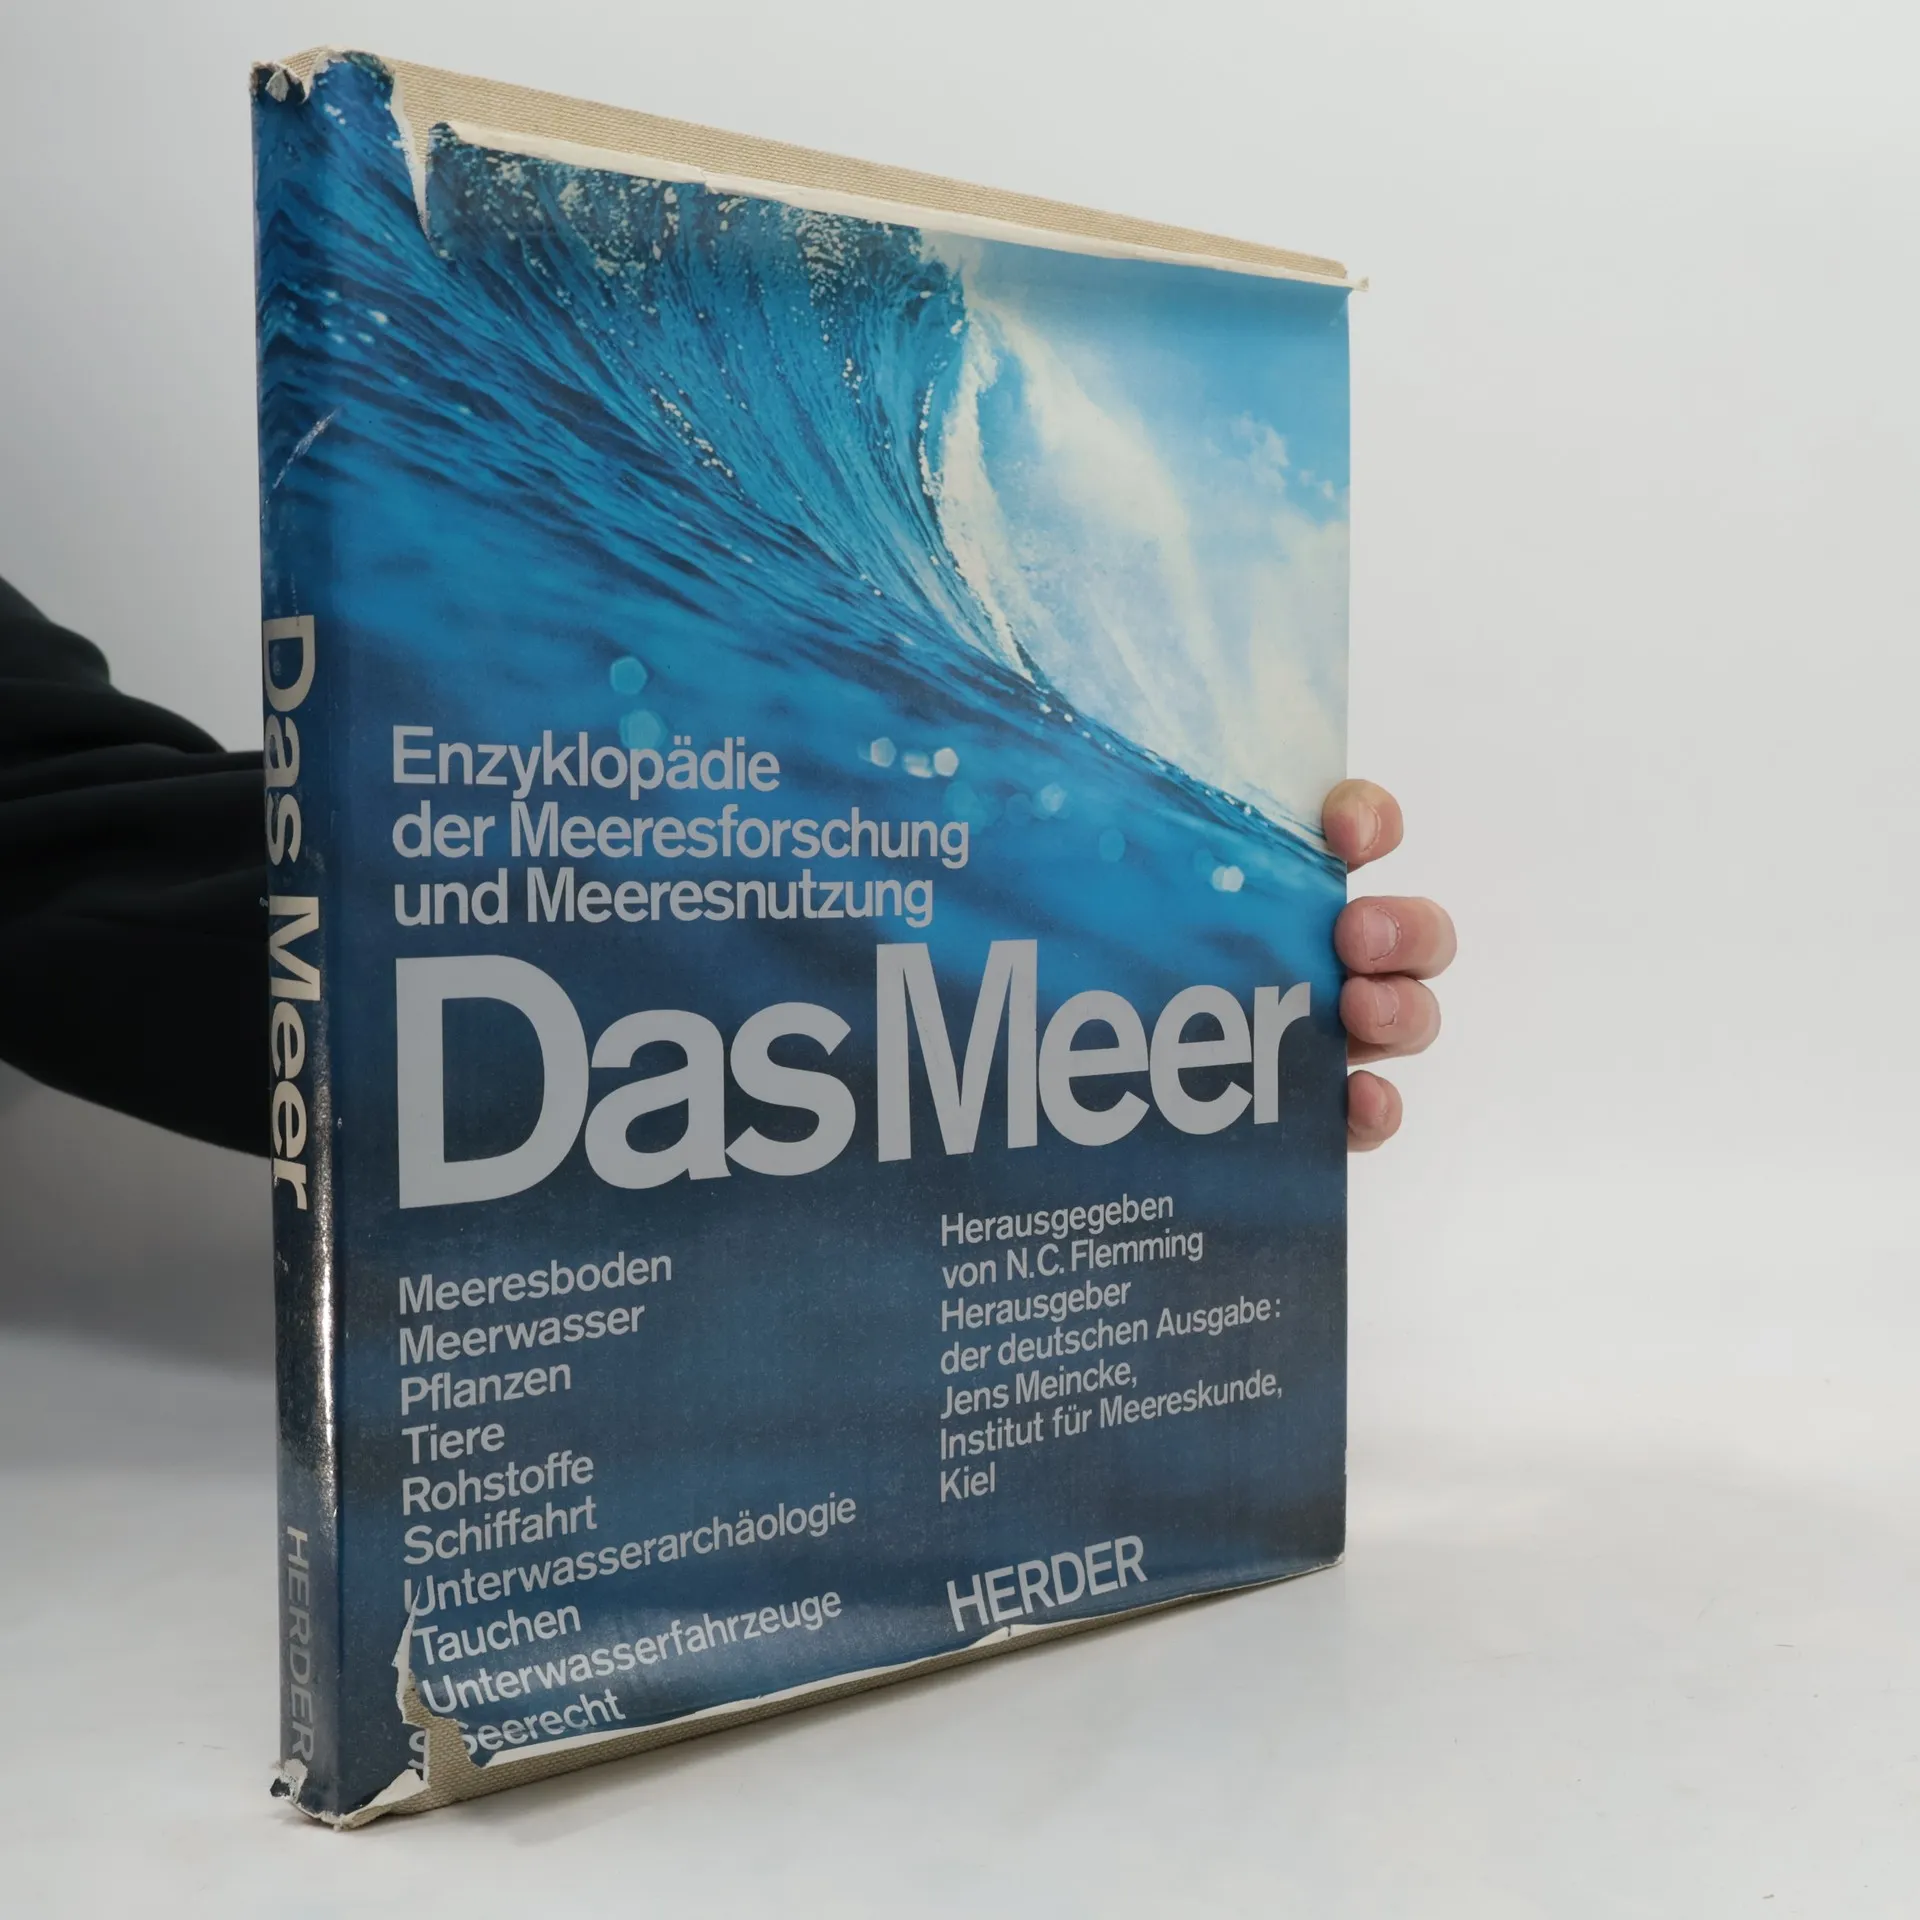 Enzyklopädie
der Meeresforschung
und Meeresnutzung
Das Meer
Meeresboden
Meerwasser
Pflanzen
Tiere
Rohstoffe
Schiffahrt
Unterwasserarchäologie
Tauchen
Unterwasserfahrzeuge
Seerecht
Herausgegeben
von N.C. Flemming
Herausgeber
der deutschen Ausgabe:
Jens Meincke,
Institut für Meereskunde,
Kiel
HERDER
Das Meer
HERDER